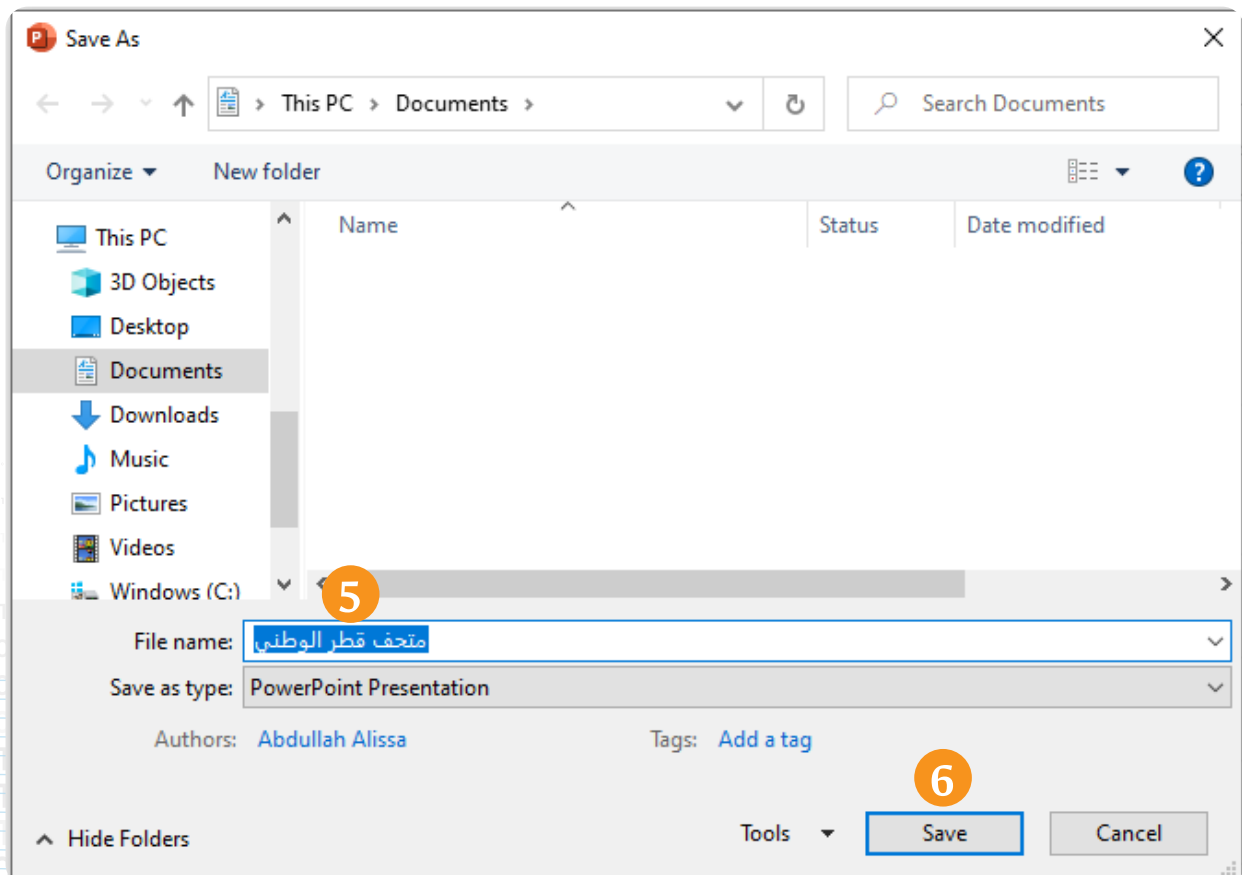 Save As
This PC > Documents >
Search Documents
Organize
New folder
Name
Status
Date modified
This PC
3D Objects
Desktop
Documents
Downloads
Music
Pictures
Videos
Windows (C:)
5
File name: متحف قطر الوطني
Save as type: PowerPoint Presentation
Authors: Abdullah Alissa
Tags: Add a tag
6
Hide Folders
Tools
Save
Cancel